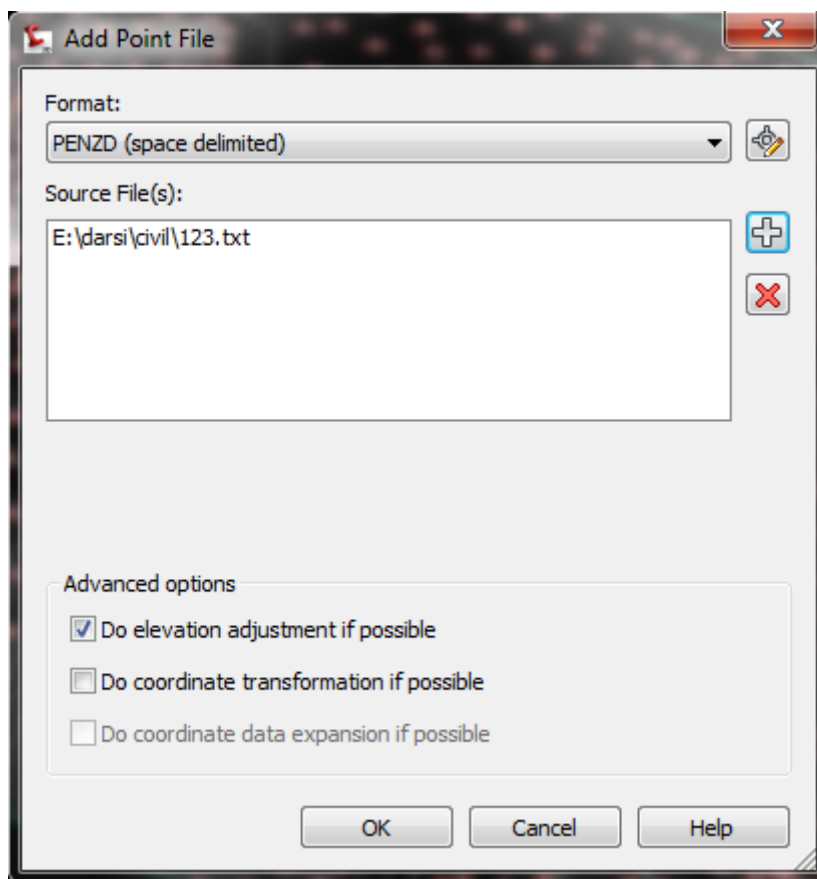 Add Point File
Format:
PENZD (space delimited)
Source File(s):
E:\darsi\civil\123.txt
Advanced options
Do elevation adjustment if possible
Do coordinate transformation if possible
Do coordinate data expansion if possible
OK Cancel Help